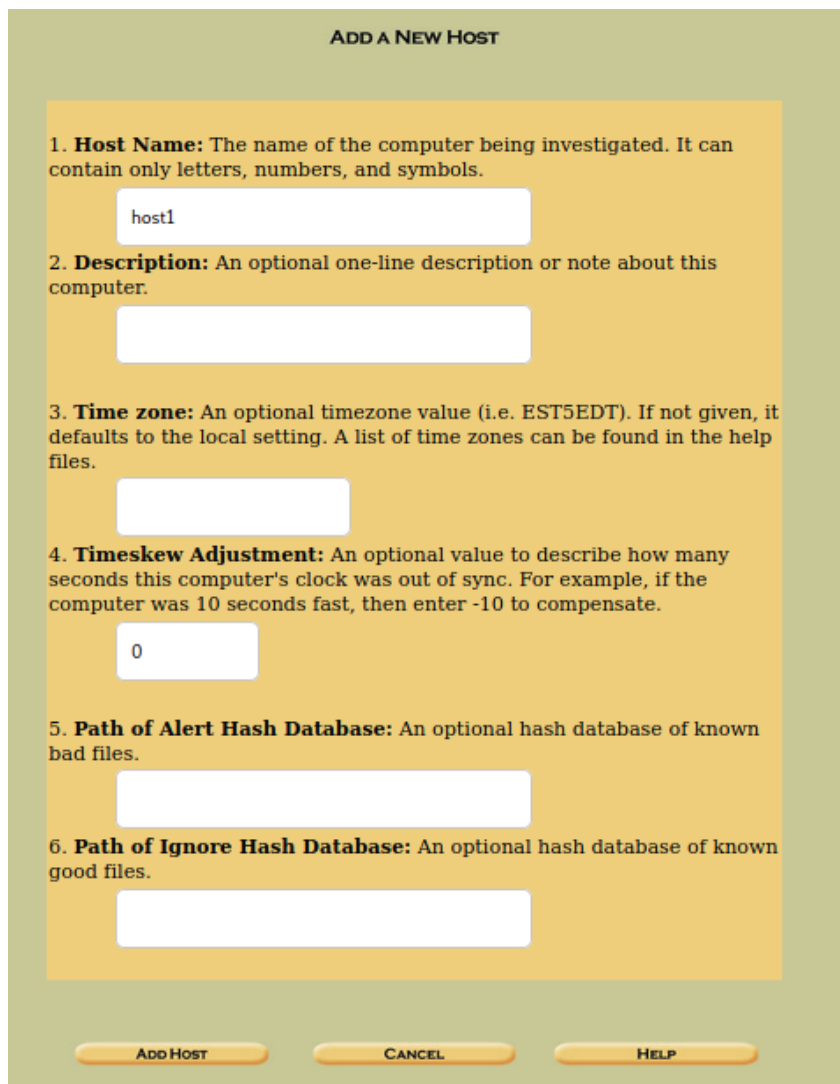 ADD A NEW HOST
1. Host Name: The name of the computer being investigated. It can
contain only letters, numbers, and symbols.
host1
2. Description: An optional one-line description or note about this
computer.
3. Time zone: An optional timezone value (i.e. EST5EDT). If not given, it
defaults to the local setting. A list of time zones can be found in the help
files.
4. Timeskew Adjustment: An optional value to describe how many
seconds this computer's clock was out of sync. For example, if the
computer was 10 seconds fast, then enter -10 to compensate.
0
5. Path of Alert Hash Database: An optional hash database of known
bad files.
6. Path of Ignore Hash Database: An optional hash database of known
good files.
ADD HOST CANCEL HELP